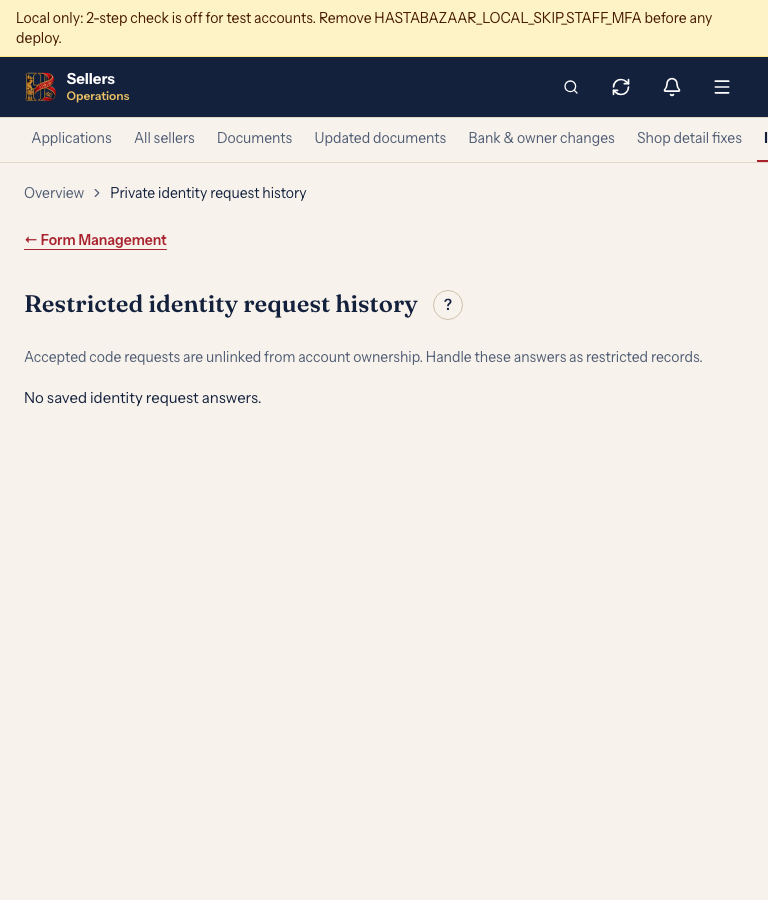 Local only: 2-step check is off for test accounts. Remove HASTABAZAAR_LOCAL_SKIP_STAFF_MFA before any
deploy.
Sellers
Operations
Applications All sellers Documents Updated documents Bank & owner changes Shop detail fixes
Overview > Private identity request history
← Form Management
Restricted identity request history ?
Accepted code requests are unlinked from account ownership. Handle these answers as restricted records.
No saved identity request answers.